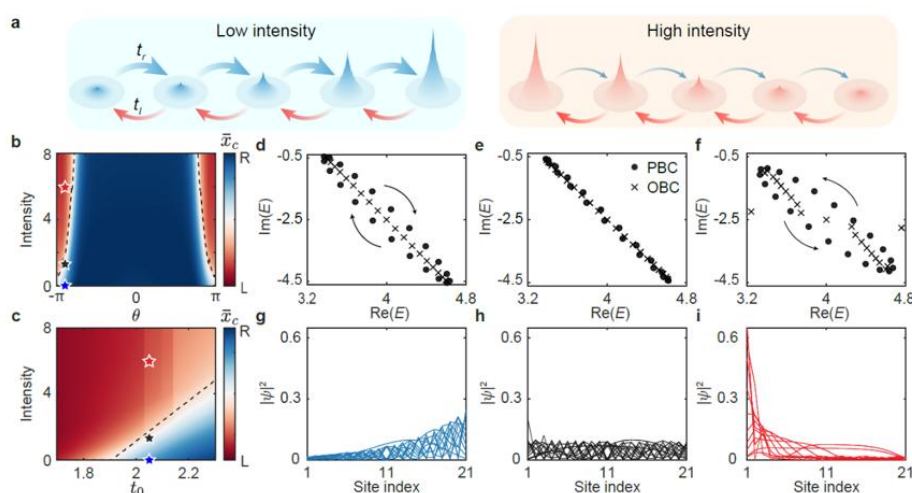 a
Low intensity
High intensity
t_r
t_l
b
x̄_c
R
L
8
4
0
Intensity
-π
0
π
θ
d
-0.5
-2.5
-4.5
Im(E)
3.2
4
4.8
Re(E)
e
-0.5
-2.5
-4.5
Im(E)
PBC
OBC
3.2
4
4.8
Re(E)
f
-0.5
-2.5
-4.5
Im(E)
3.2
4
4.8
Re(E)
c
x̄_c
R
L
8
4
0
Intensity
1.8
2
2.2
t_0
g
0.6
0.3
0
|ψ|²
1
11
21
Site index
h
0.6
0.3
0
|ψ|²
1
11
21
Site index
i
0.6
0.3
0
|ψ|²
1
11
21
Site index